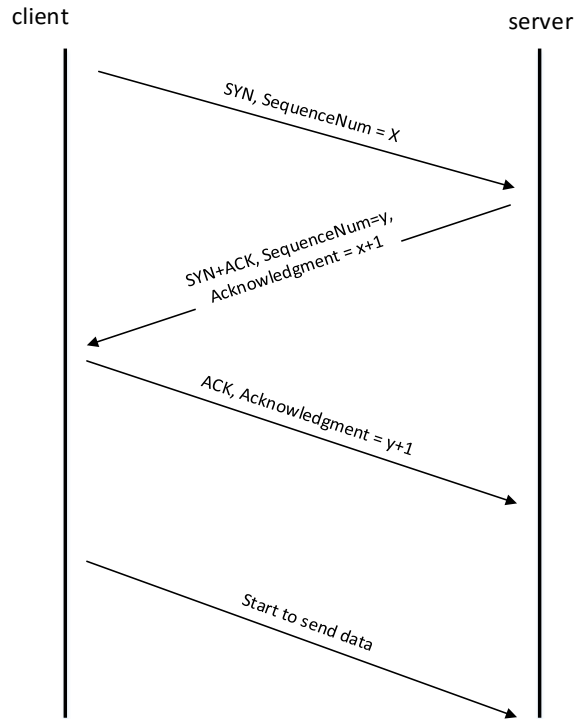 client
server
SYN, SequenceNum = X
SYN+ACK, SequenceNum=y,
Acknowledgment = x+1
ACK, Acknowledgment = y+1
Start to send data